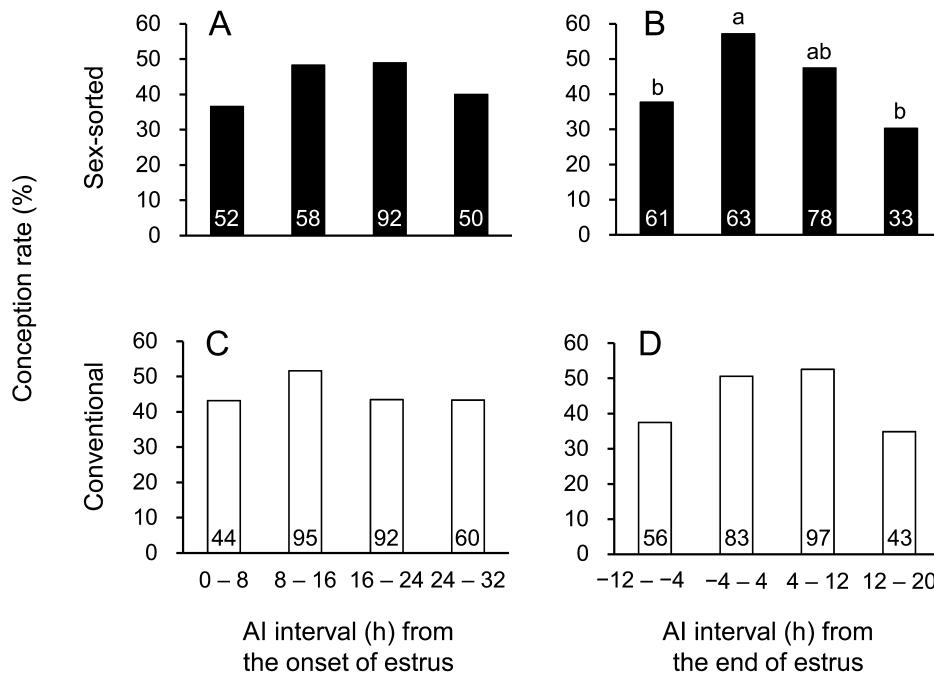 Conception rate (%)
Sex-sorted
A
60
50
40
30
20
10
0
52 58 92 50
B
60
50
40
30
20
10
0
b a ab b
61 63 78 33
Conventional
C
60
50
40
30
20
10
0
44 95 92 60
0 – 8 8 – 16 16 – 24 24 – 32
AI interval (h) from
the onset of estrus
D
60
50
40
30
20
10
0
56 83 97 43
−12 – −4 −4 – 4 4 – 12 12 – 20
AI interval (h) from
the end of estrus